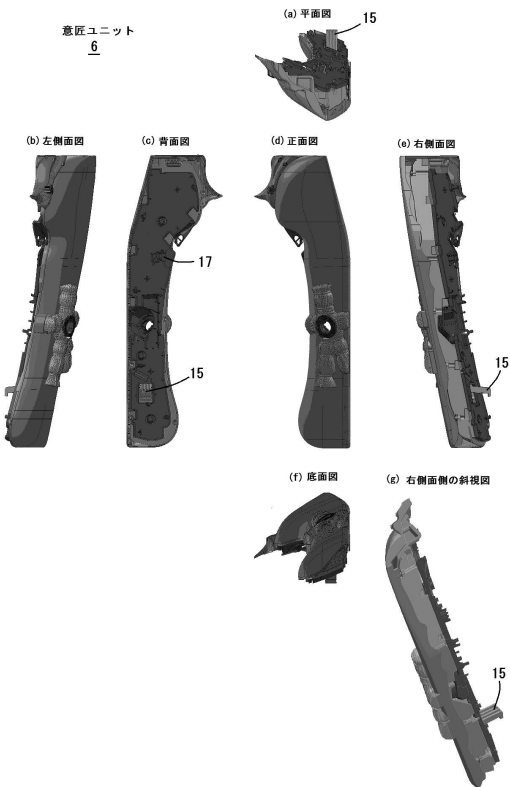 (a) 平面図
15
意匠ユニット
6
(b) 左側面図
(c) 背面図
(d) 正面図
(e) 右側面図
17
15
15
(f) 底面図
(g) 右側面側の斜視図
15